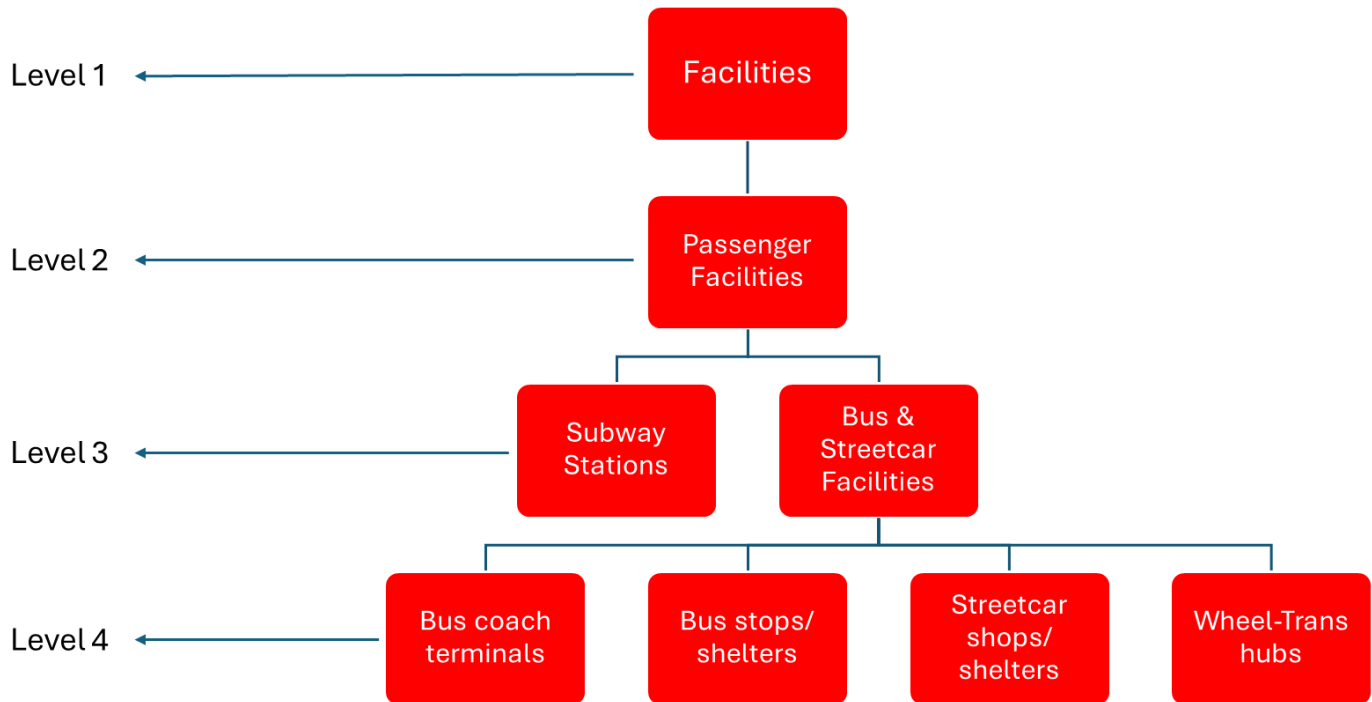 Level 1
Facilities
Level 2
Passenger
Facilities
Level 3
Subway
Stations
Bus &
Streetcar
Facilities
Level 4
Bus coach
terminals
Bus stops/
shelters
Streetcar
shops/
shelters
Wheel-Trans
hubs